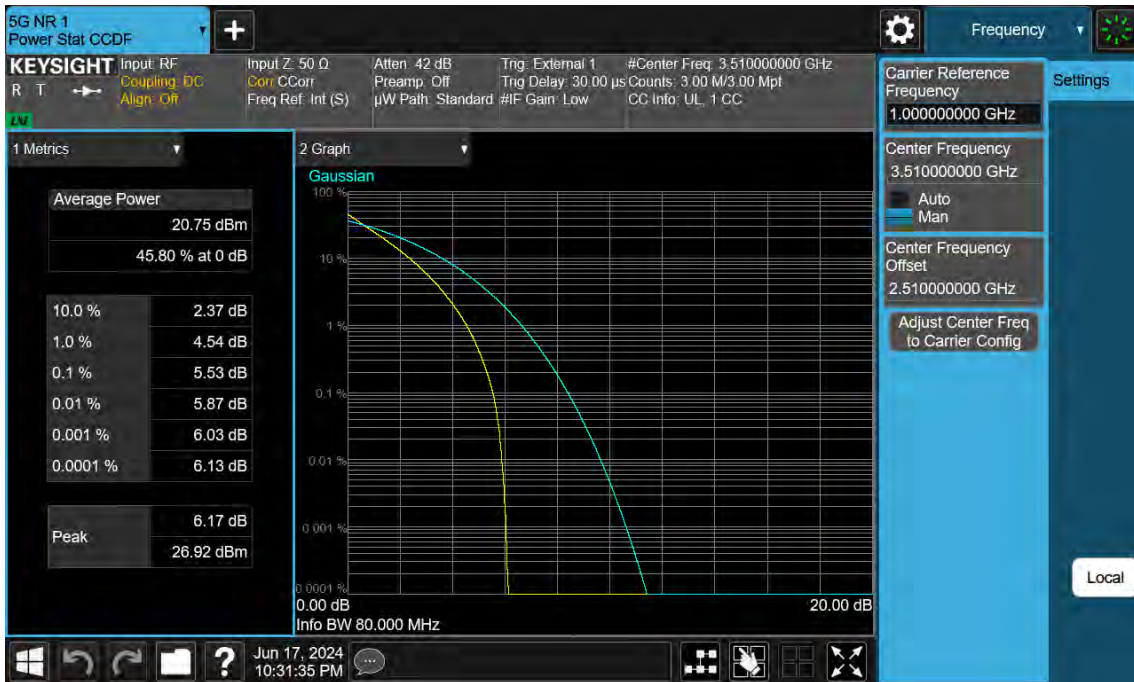 5G NR 1
Power Stat CCDF
Frequency
KEYSIGHT
R T
LNI
Input: RF
Coupling: DC
Align: Off
Input Z: 50 Ω
Corr CCorr
Freq Ref: Int (S)
Atten: 42 dB
Preamp: Off
µW Path: Standard
Trig: External 1
Trig Delay: 30.00 µs
#IF Gain: Low
#Center Freq: 3.510000000 GHz
Counts: 3.00 M/3.00 Mpt
CC Info: UL, 1 CC
1 Metrics
Average Power
20.75 dBm
45.80 % at 0 dB
10.0 % 2.37 dB
1.0 % 4.54 dB
0.1 % 5.53 dB
0.01 % 5.87 dB
0.001 % 6.03 dB
0.0001 % 6.13 dB
Peak 6.17 dB
26.92 dBm
2 Graph
Gaussian
100 %
10 %
1 %
0.1 %
0.01 %
0.001 %
0.0001 %
0.00 dB 20.00 dB
Info BW 80.000 MHz
Carrier Reference
Frequency
1.000000000 GHz
Center Frequency
3.510000000 GHz
Auto
Man
Center Frequency
Offset
2.510000000 GHz
Adjust Center Freq
to Carrier Config
Settings
Local
Jun 17, 2024
10:31:35 PM